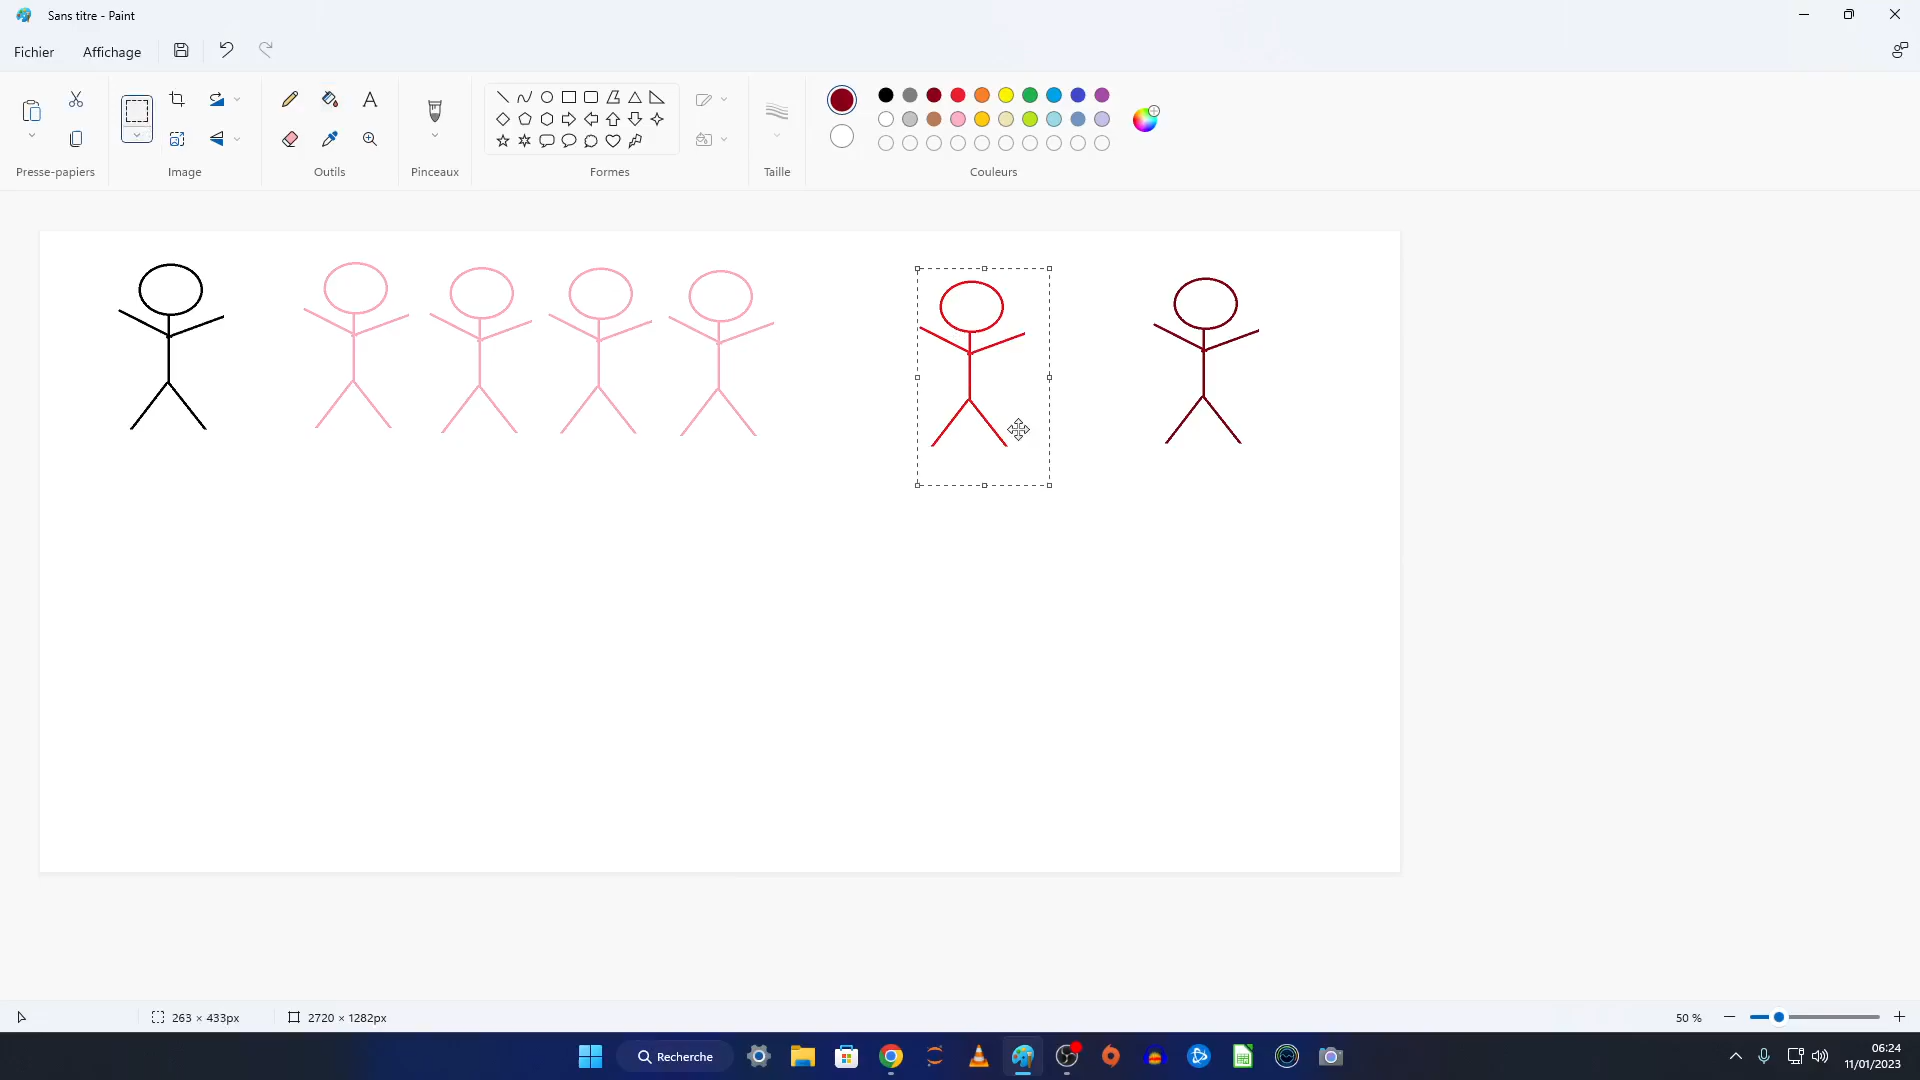 Sans titre - Paint
Fichier Affichage
Presse-papiers Image Outils Pinceaux Formes Taille Couleurs
263 × 433px 2720 × 1282px 50 %
Recherche
06:24
11/01/2023